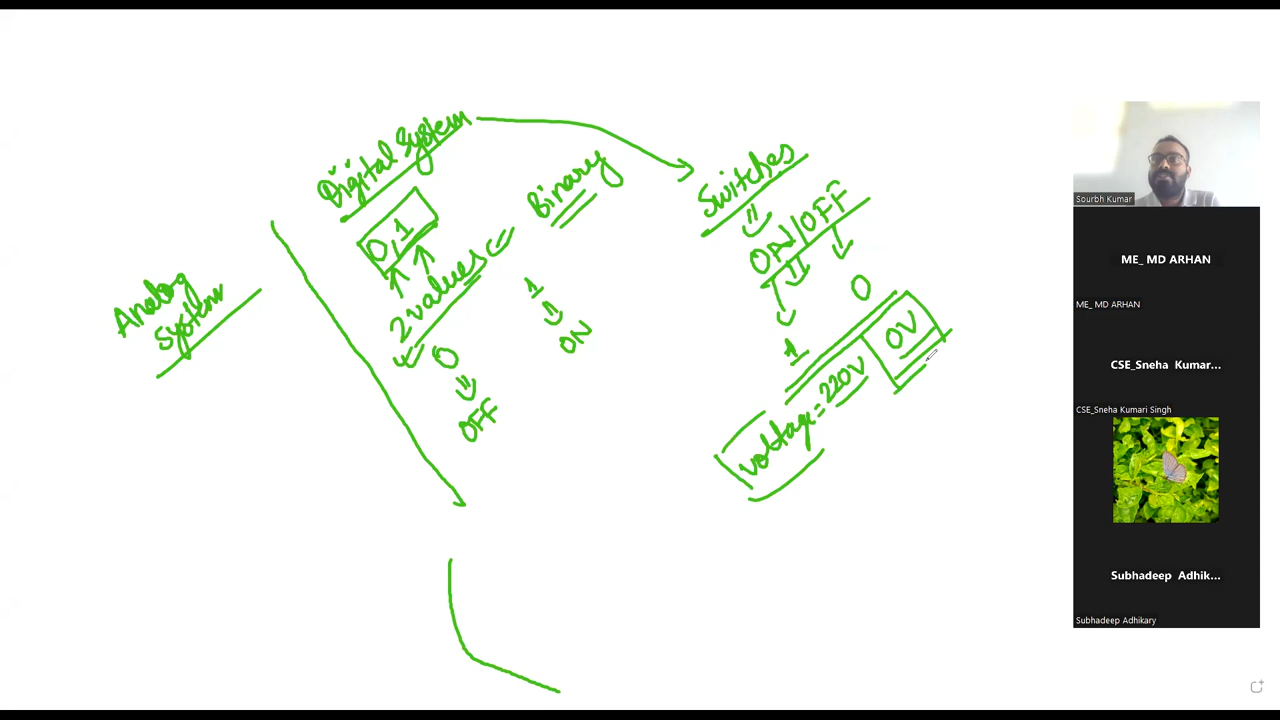 Digital System
0,1
2 values
Binary
0
OFF
1
ON
Analog
System
Switches
ON/OFF
1
0
voltage = 220V
0V
Sourbh Kumar
ME_ MD ARHAN
ME_ MD ARHAN
CSE_Sneha Kumar...
CSE_Sneha Kumari Singh
Subhadeep Adhik...
Subhadeep Adhikary